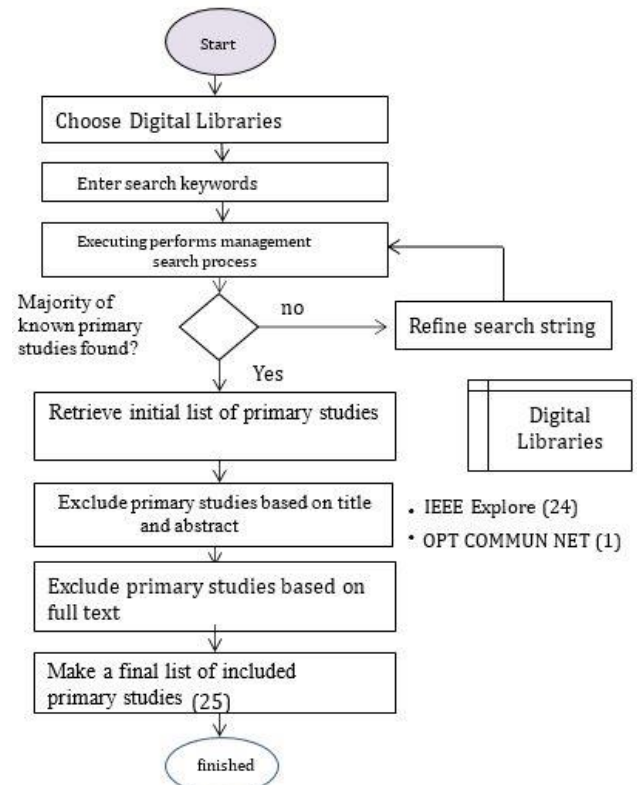 Start
Choose Digital Libraries
Enter search keywords
Executing performs management
search process
Majority of
known primary
studies found?
no
Refine search string
Yes
Retrieve initial list of primary studies
Digital
Libraries
Exclude primary studies based on title
and abstract
• IEEE Explore (24)
• OPT COMMUN NET (1)
Exclude primary studies based on
full text
Make a final list of included
primary studies (25)
finished